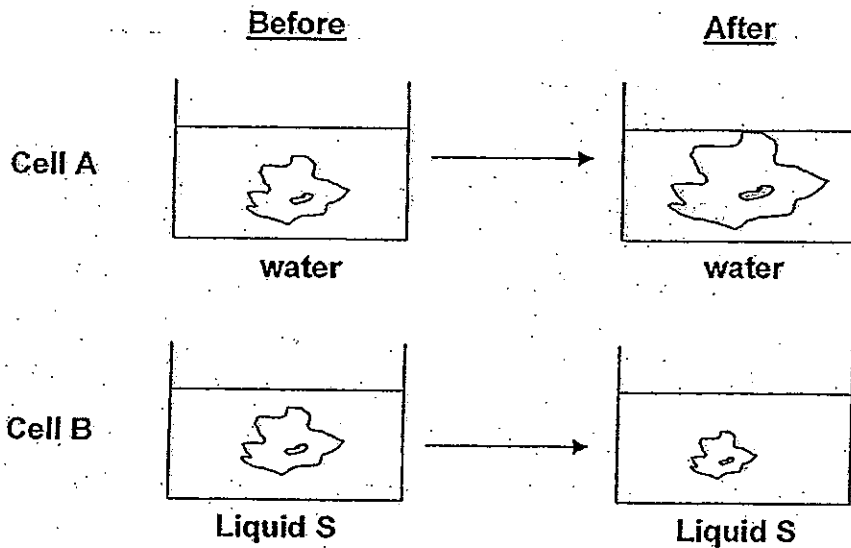 Before After
Cell A
water water
Cell B
Liquid S Liquid S